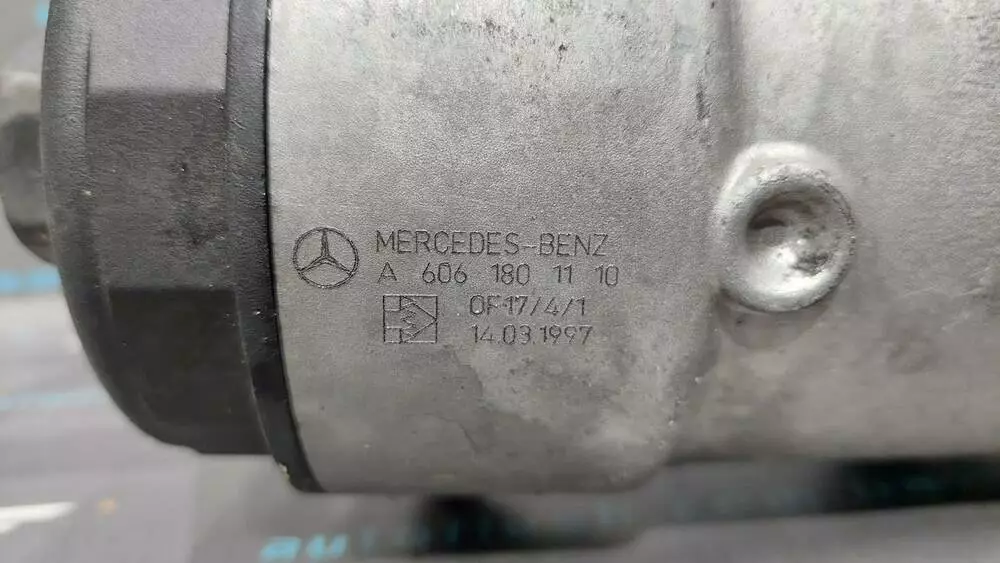 MERCEDES-BENZ
A 606 180 11 10
OF17/4/1
14.03.1997